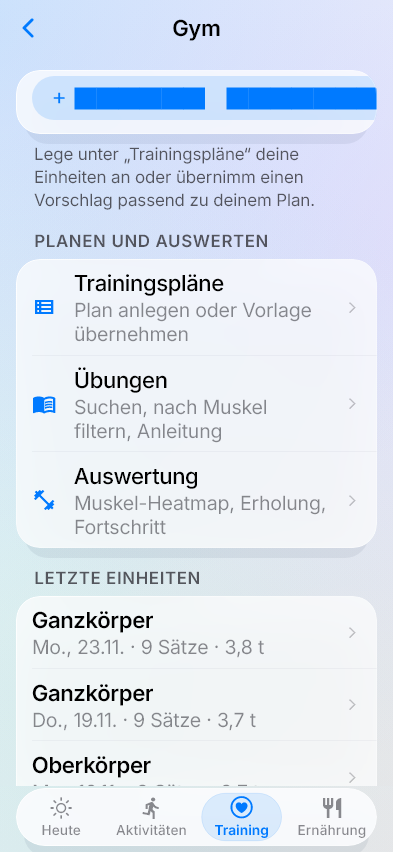 Gym
+
Lege unter „Trainingspläne“ deine
Einheiten an oder übernimm einen
Vorschlag passend zu deinem Plan.
PLANEN UND AUSWERTEN
Trainingspläne
Plan anlegen oder Vorlage
übernehmen
Übungen
Suchen, nach Muskel
filtern, Anleitung
Auswertung
Muskel-Heatmap, Erholung,
Fortschritt
LETZTE EINHEITEN
Ganzkörper
Mo., 23.11. · 9 Sätze · 3,8 t
Ganzkörper
Do., 19.11. · 9 Sätze · 3,7 t
Oberkörper
Heute Aktivitäten Training Ernährung